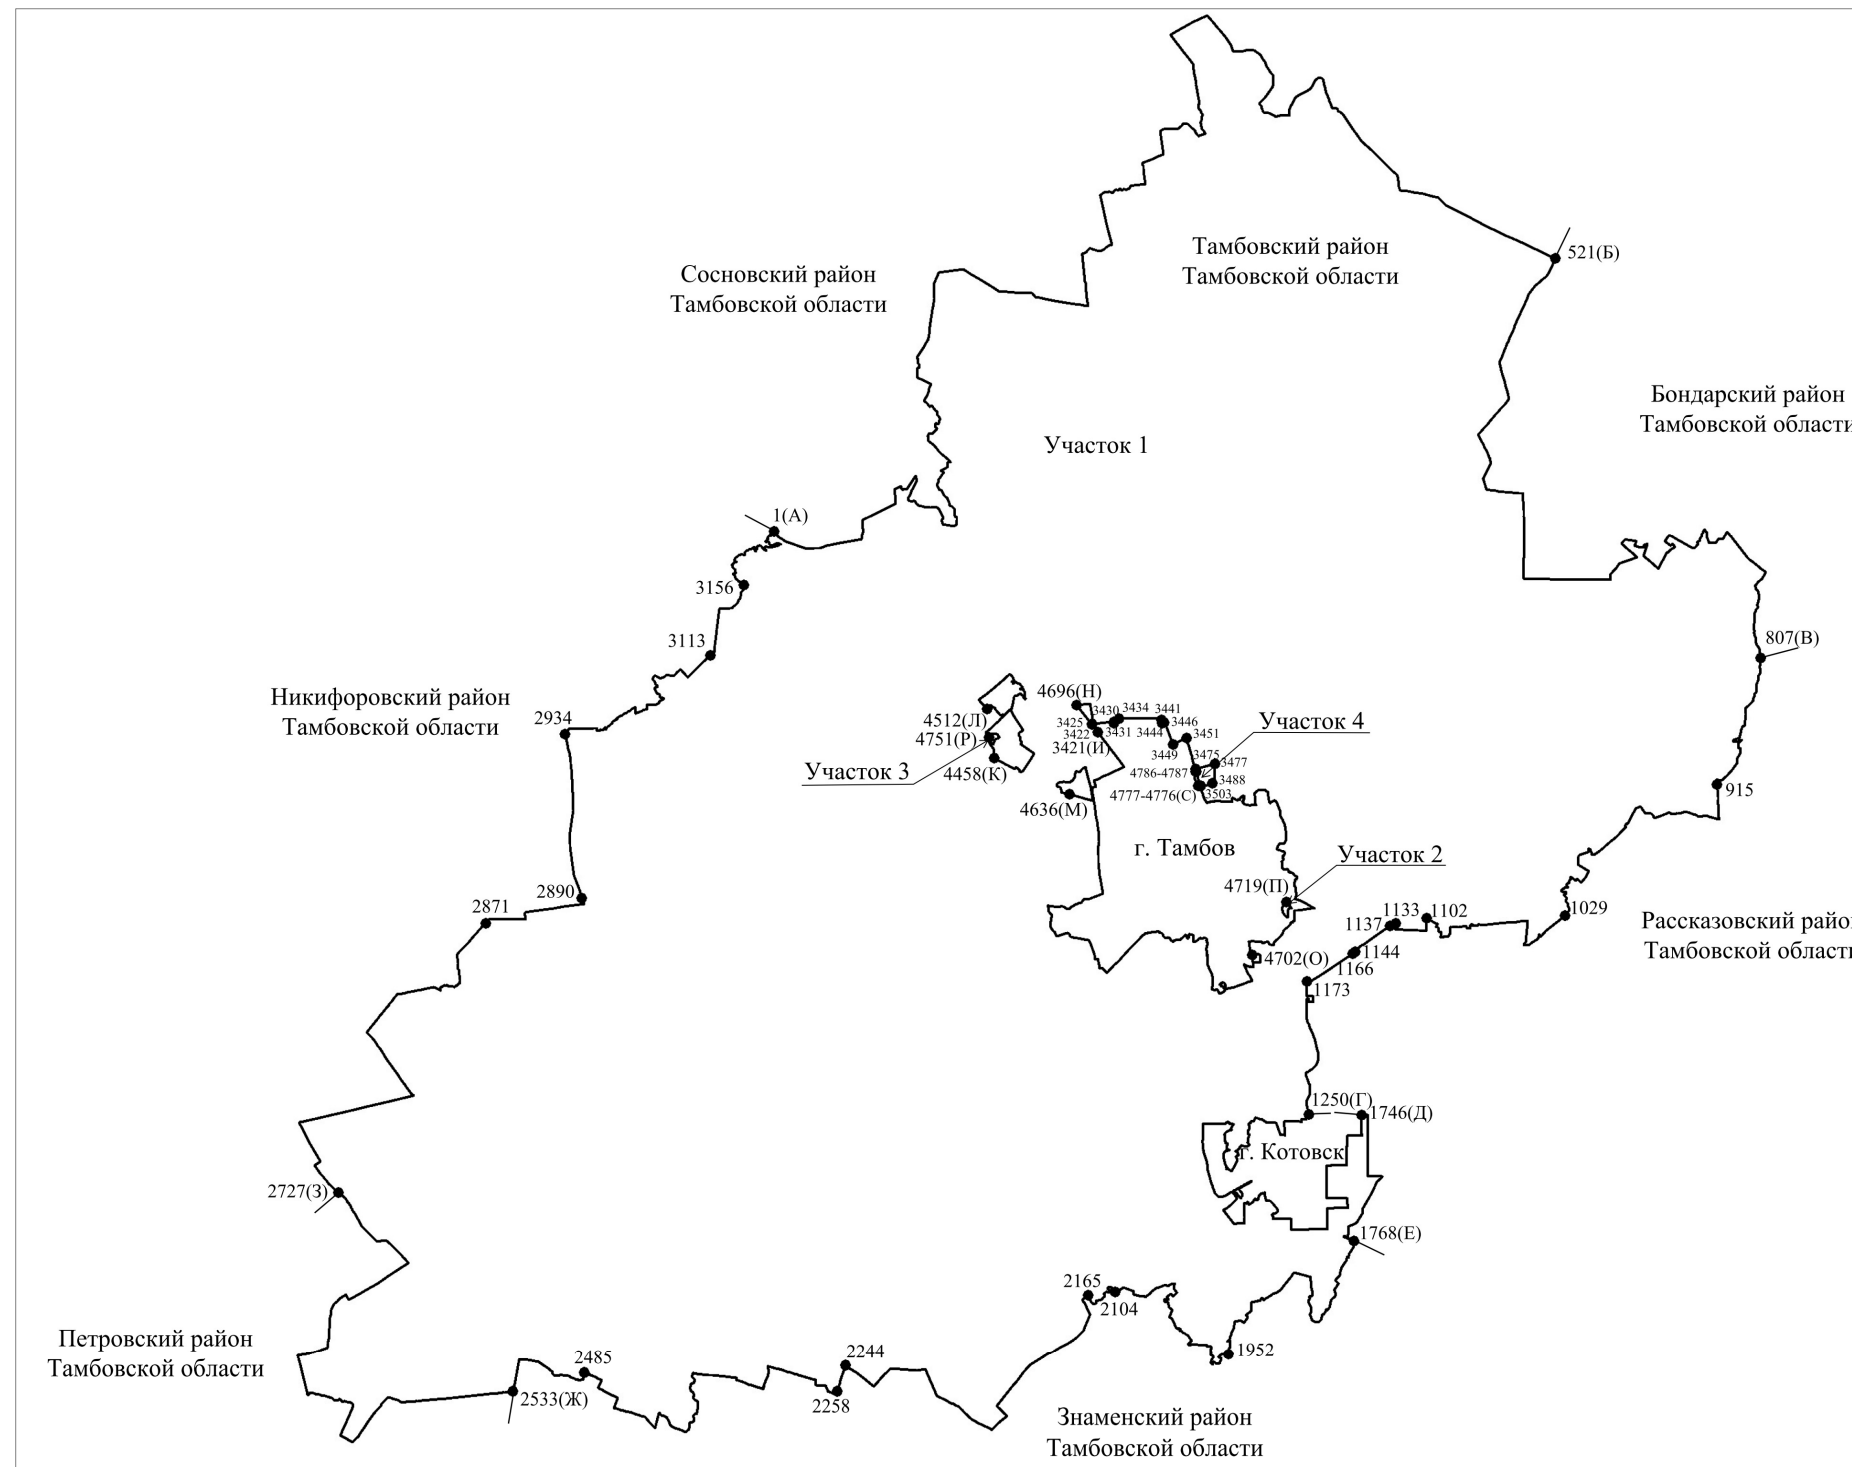 Тамбовский район
Тамбовской области
521(Б)
Сосновский район
Тамбовской области
Бондарский район
Тамбовской области
Участок 1
1(А)
3156
3113
807(В)
Никифоровский район
Тамбовской области
2934
4696(Н)
4512(Л)
4751(Р)
4458(К)
Участок 3
3430
3434
3441
3425
3422
3431
3444
3446
3421(И)
3449
3451
Участок 4
3475
3477
4786-4787
3488
4777-4776(С)
3503
4636(М)
915
г. Тамбов
Участок 2
4719(П)
2890
2871
1133
1102
1137
1029
Рассказовский район
Тамбовской области
1144
4702(О)
1166
1173
1250(Г)
1746(Д)
г. Котовск
2727(З)
1768(Е)
2165
2104
Петровский район
Тамбовской области
2485
2244
1952
2533(Ж)
2258
Знаменский район
Тамбовской области